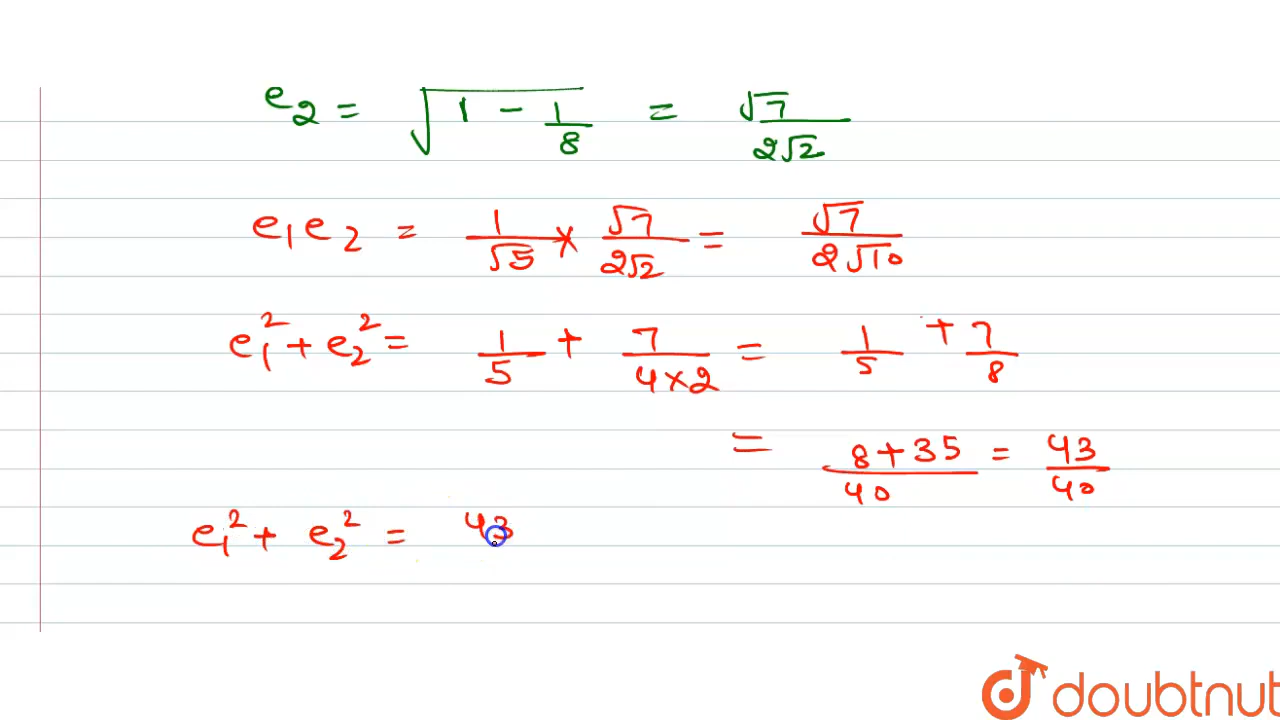 e₂ = √(1 - 1/8) = √7/2√2
e₁e₂ = 1/√5 × √7/2√2 = √7/2√10
e₁² + e₂² = 1/5 + 7/4×2 = 1/5 + 7/8
= 8+35/40 = 43/40
e₁² + e₂² = 43
doubtnut